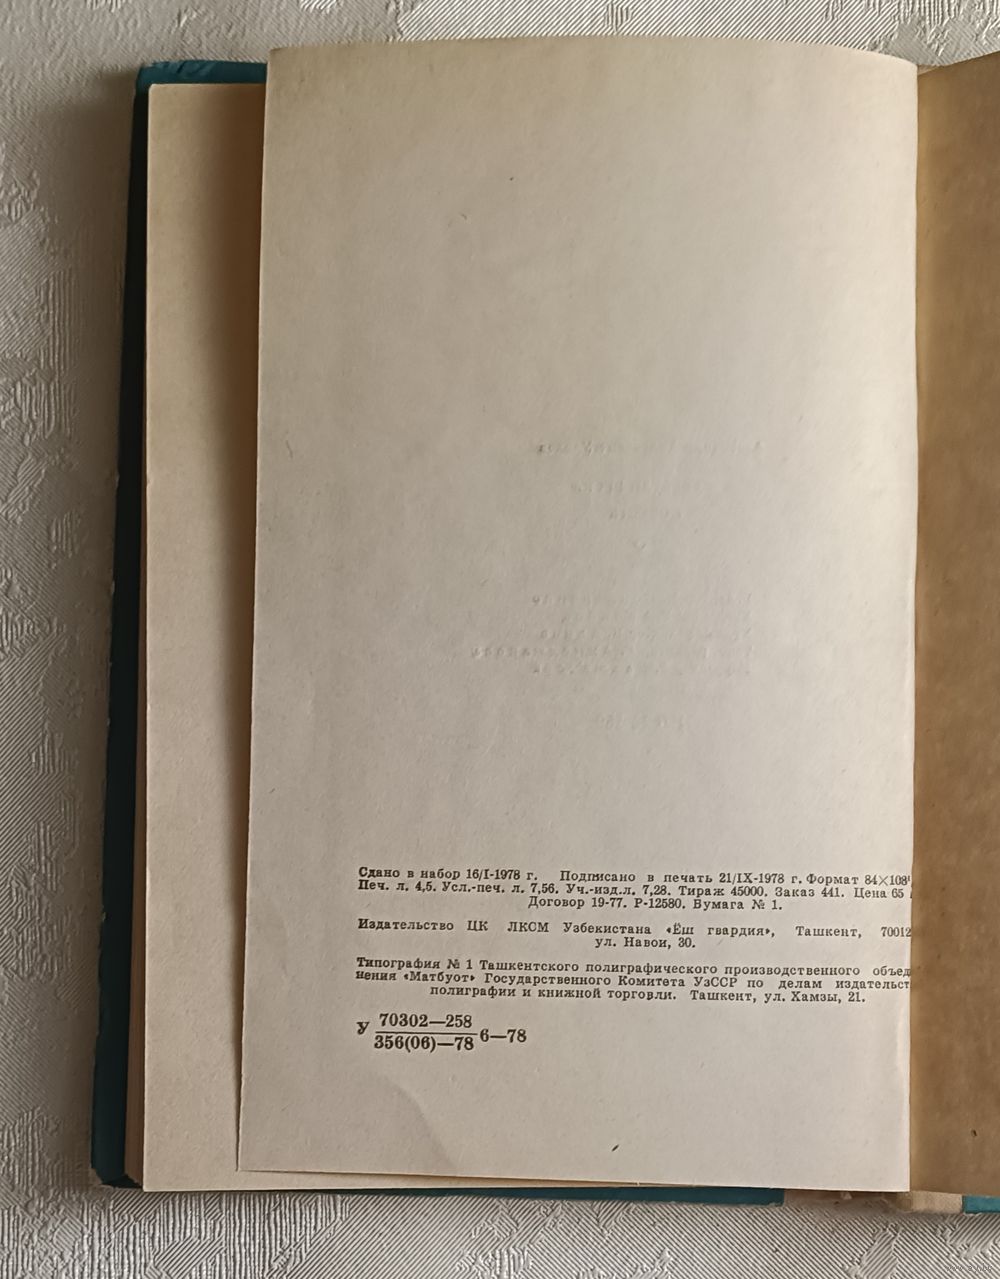 Сдано в набор 16/I-1978 г. Подписано в печать 21/IX-1978 г. Формат 84×108
Печ. л. 4,5. Усл.-печ. л. 7,56. Уч.-изд.л. 7,28. Тираж 45000. Заказ 441. Цена 65
Договор 19-77. Р-12580. Бумага № 1.
Издательство ЦК ЛКСМ Узбекистана «Ёш гвардия», Ташкент, 70012
ул. Навои, 30.
Типография № 1 Ташкентского полиграфического производственного объед
нения «Матбуот» Государственного Комитета УзССР по делам издательст
полиграфии и книжной торговли. Ташкент, ул. Хамзы, 21.
70302—258
У 6—78
356(06)—78